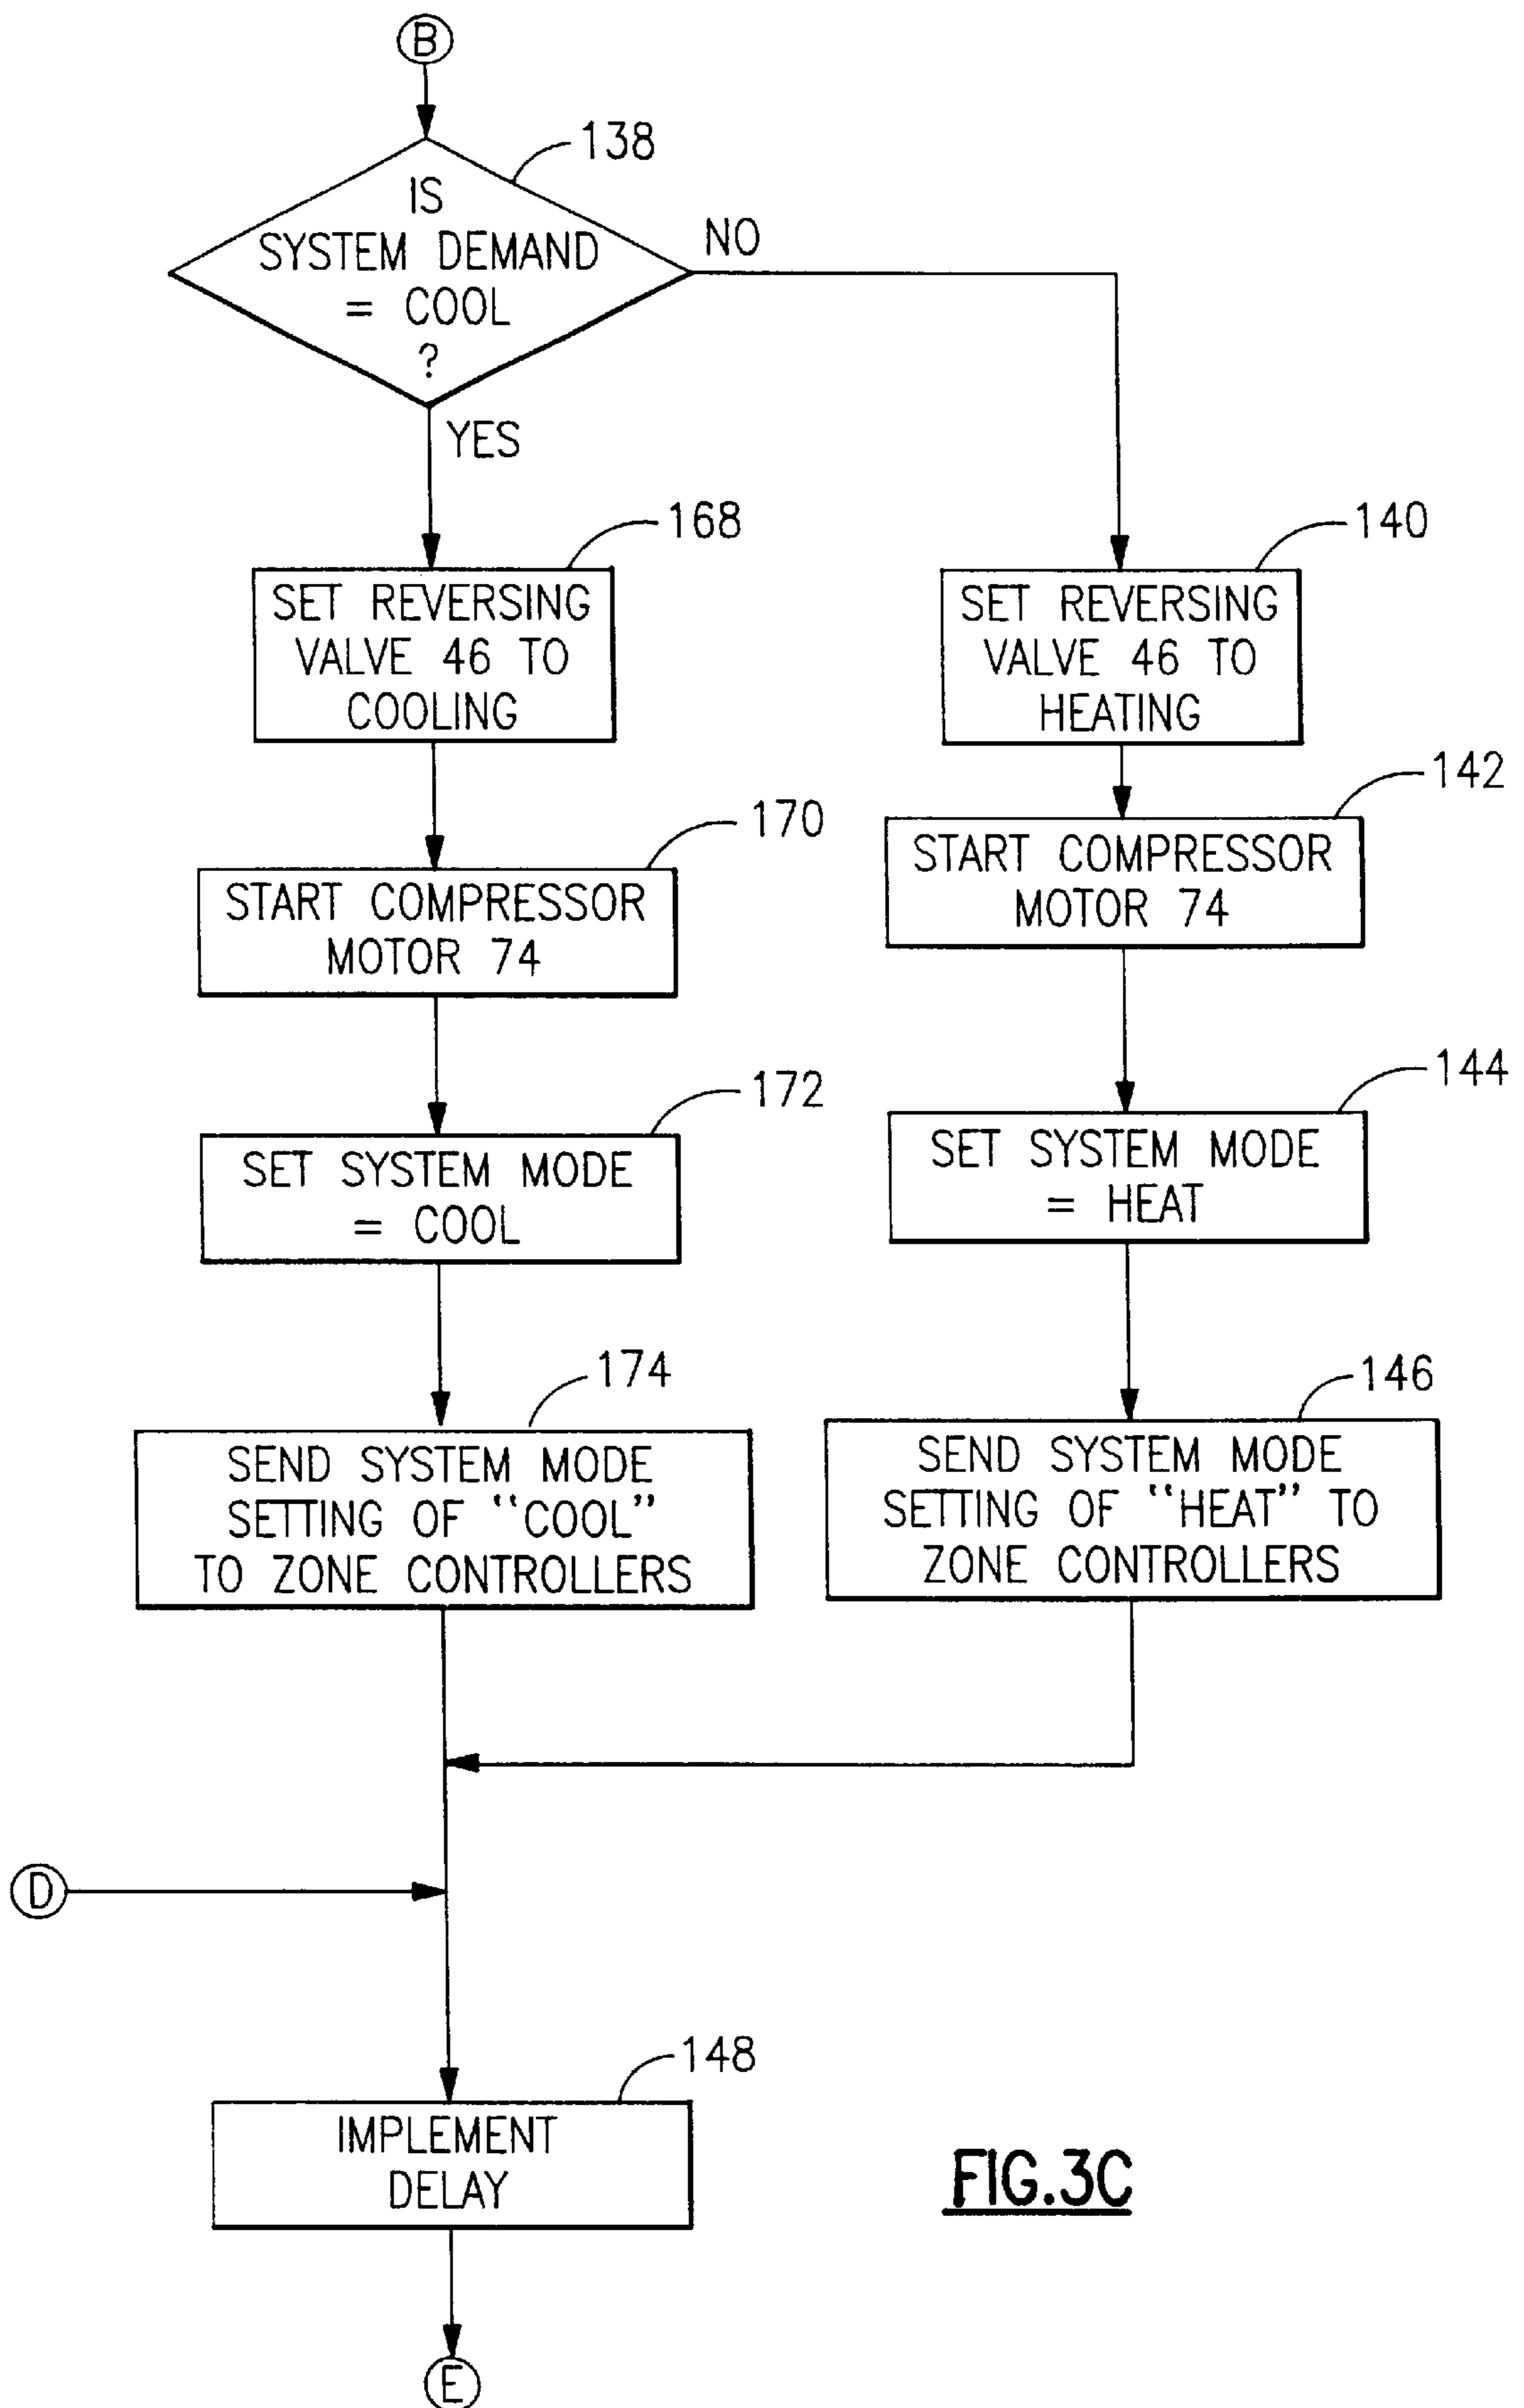 B
138
IS
SYSTEM DEMAND
= COOL
?
NO
YES
168
SET REVERSING
VALVE 46 TO
COOLING
140
SET REVERSING
VALVE 46 TO
HEATING
170
START COMPRESSOR
MOTOR 74
142
START COMPRESSOR
MOTOR 74
172
SET SYSTEM MODE
= COOL
144
SET SYSTEM MODE
= HEAT
174
SEND SYSTEM MODE
SETTING OF "COOL"
TO ZONE CONTROLLERS
146
SEND SYSTEM MODE
SETTING OF "HEAT" TO
ZONE CONTROLLERS
D
148
IMPLEMENT
DELAY
E
FIG.3C